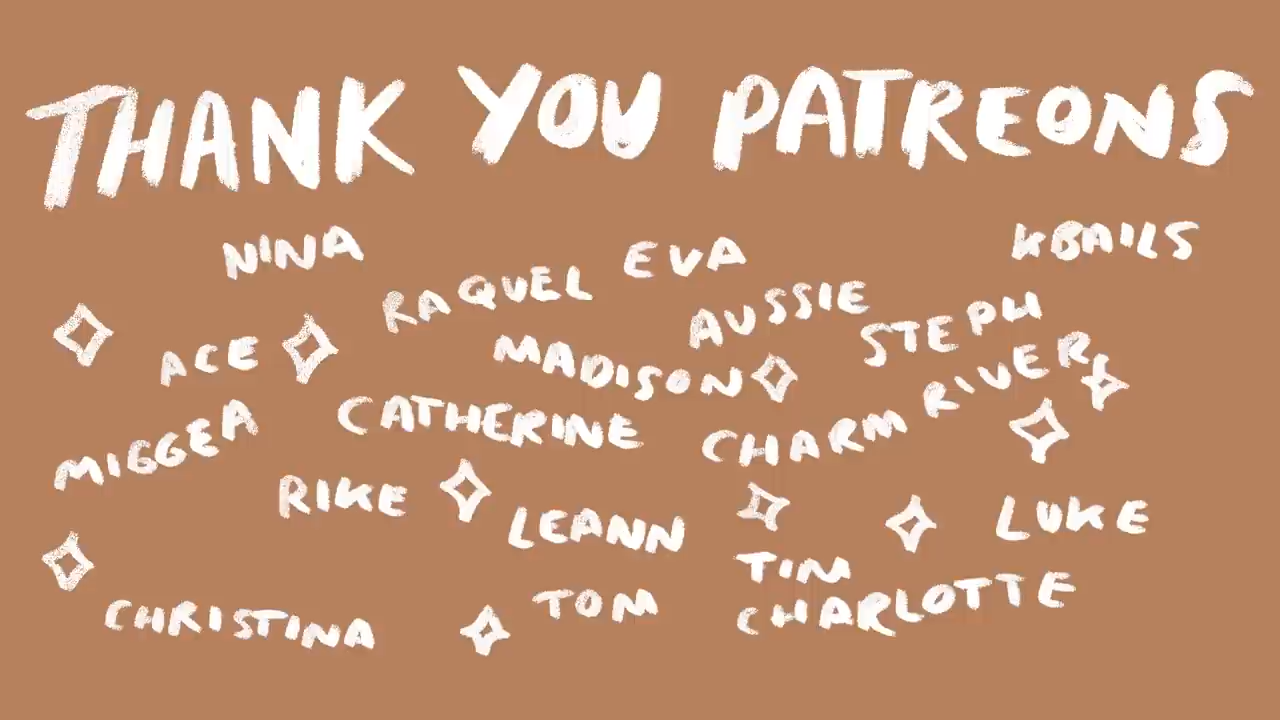 THANK YOU PATREONS
NINA
EVA
KBAILS
RAQUEL
AUSSIE
STEPH
ACE
MADISON
RIVER
MIGGEA
CATHERINE
CHARM
RIKE
LEANN
LUKE
TIM
CHRISTINA
TOM
CHARLOTTE